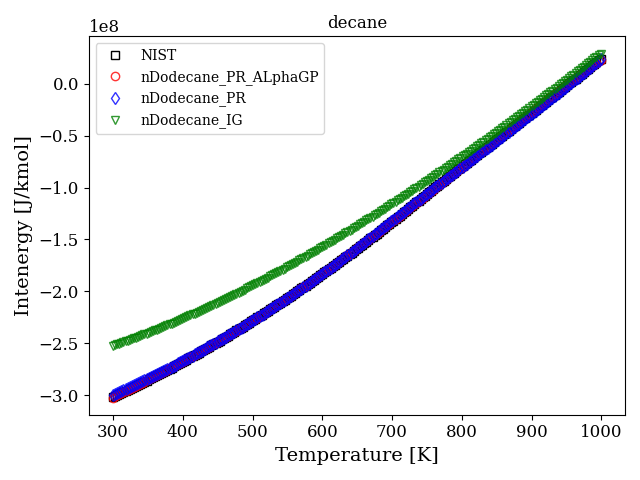 decane
1e8
NIST
nDodecane_PR_ALphaGP
nDodecane_PR
nDodecane_IG
0.0
−0.5
−1.0
−1.5
−2.0
−2.5
−3.0
Intenergy [J/kmol]
300 400 500 600 700 800 900 1000
Temperature [K]